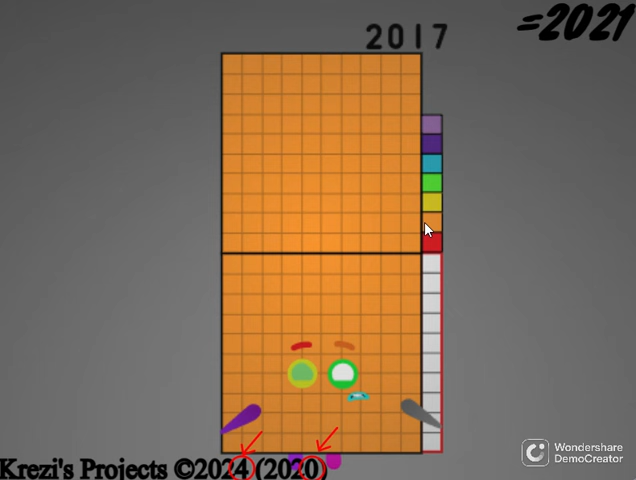 =2021
2017
Krezi's Projects ©2024 (2020)
Wondershare
DemoCreator